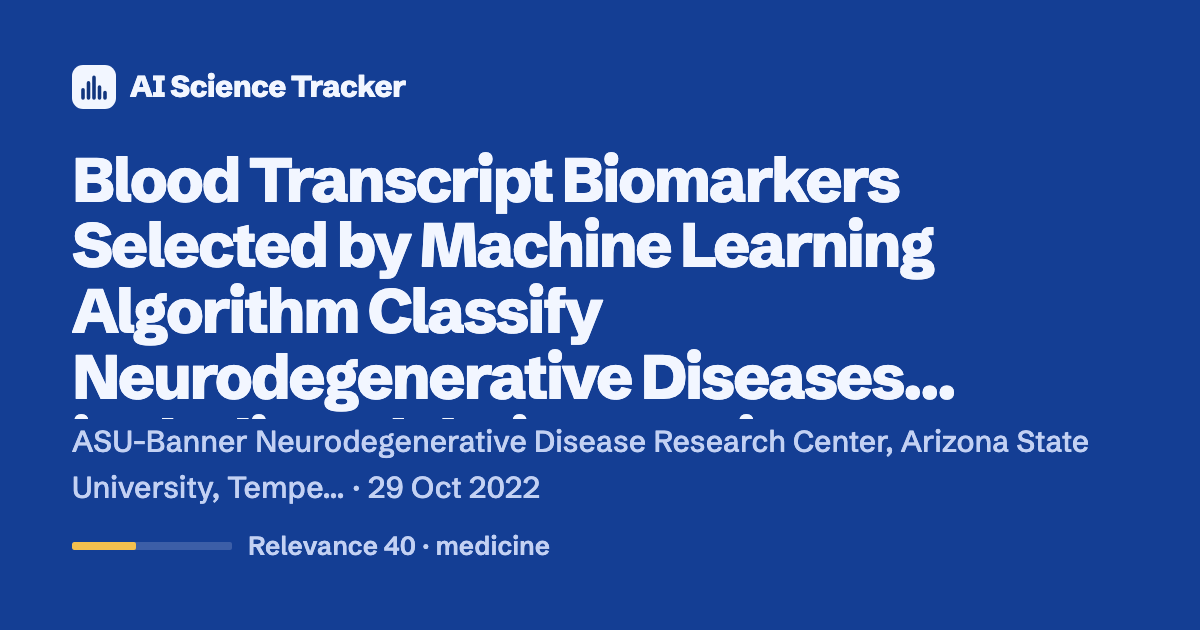 AI Science Tracker
Blood Transcript Biomarkers
Selected by Machine Learning
Algorithm Classify
Neurodegenerative Diseases...
ASU-Banner Neurodegenerative Disease Research Center, Arizona State
University, Tempe... · 29 Oct 2022
Relevance 40 · medicine